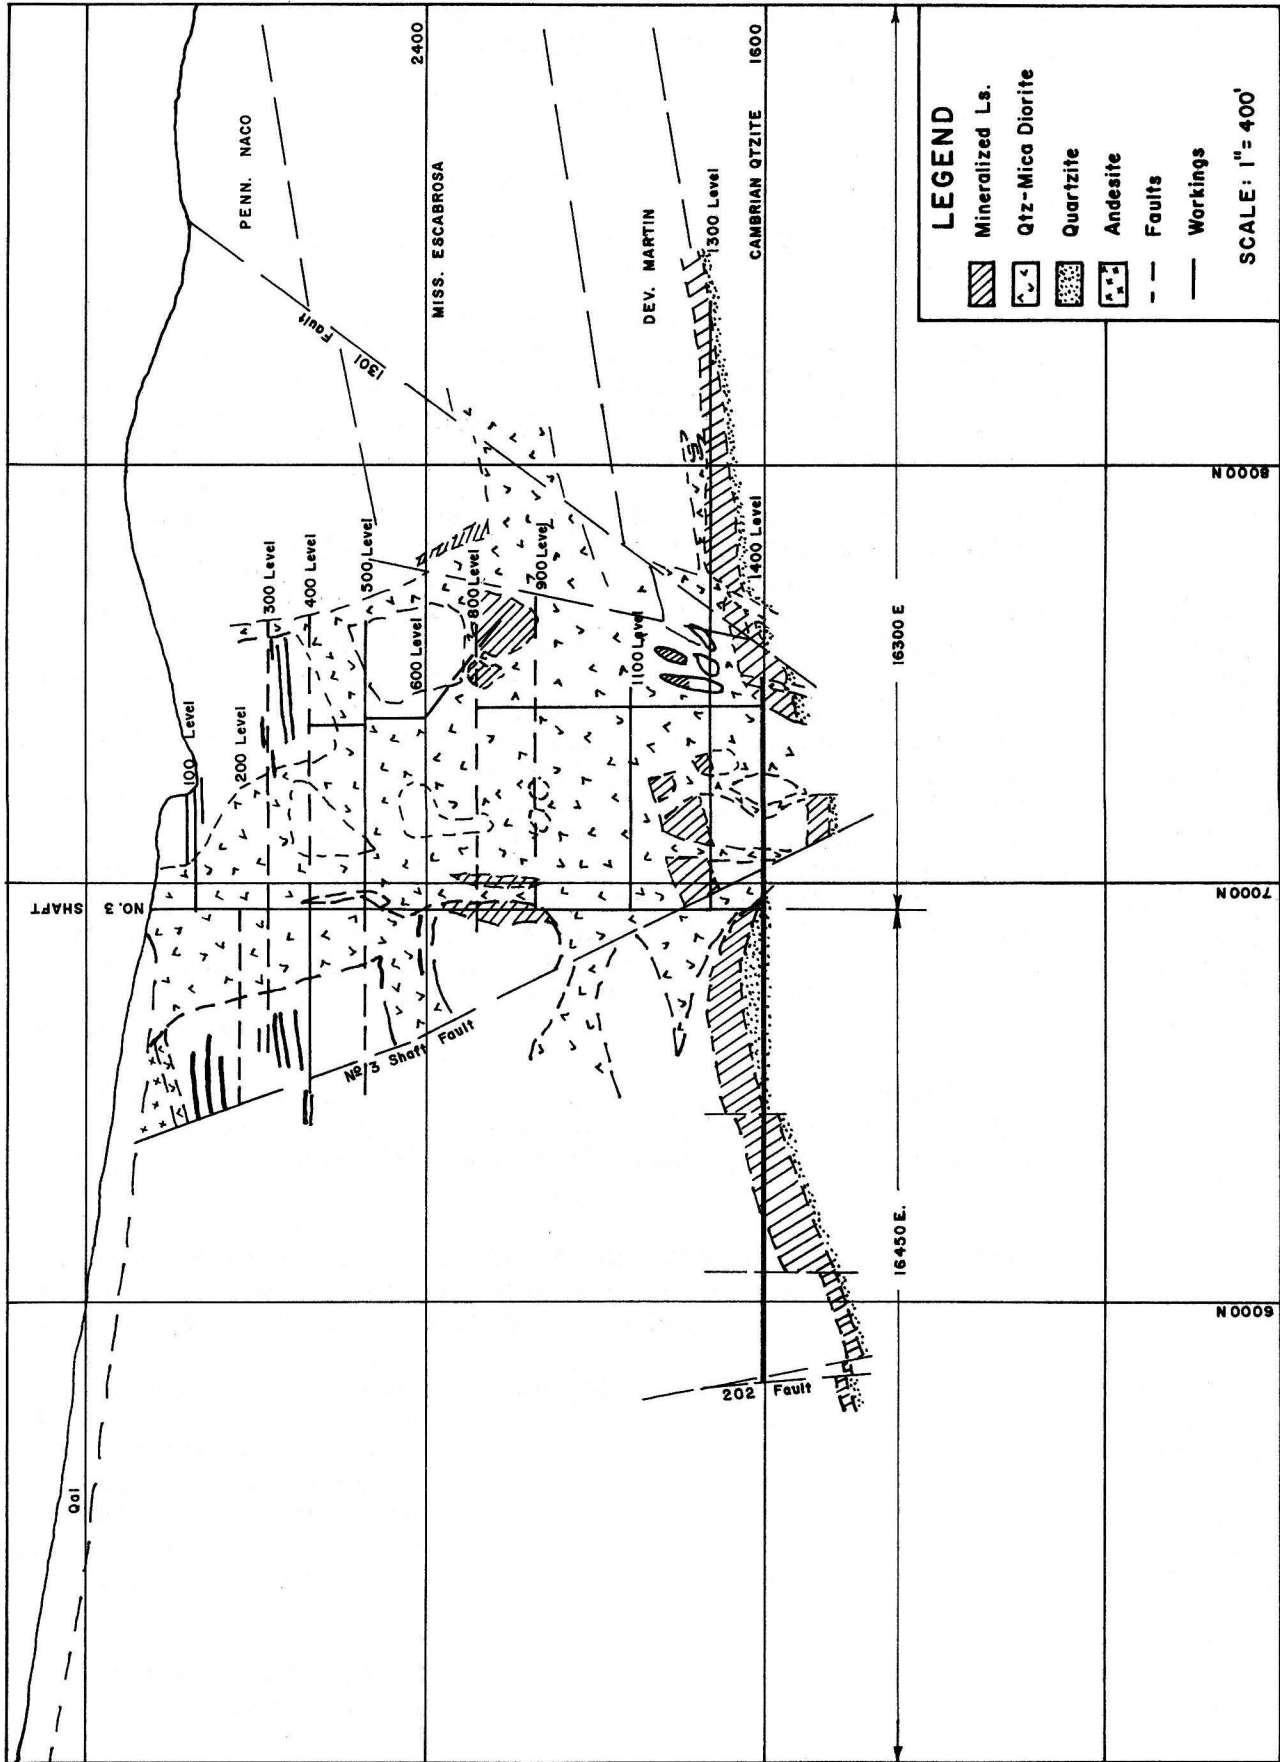 Qal
NO. 3
SHAFT
100 Level
200 Level
300 Level
400 Level
500 Level
600 Level
800 Level
900 Level
1100 Level
1300 Level
1400 Level
Nº 3 Shaft Fault
1301 Fault
202 Fault
PENN. NACO
2400
MISS. ESCABROSA
DEV. MARTIN
1600
CAMBRIAN QTZITE
16450 E.
16300 E
6000 N
7000 N
8000 N
LEGEND
Mineralized Ls.
Qtz-Mica Diorite
Quartzite
Andesite
Faults
Workings
SCALE: 1" = 400'